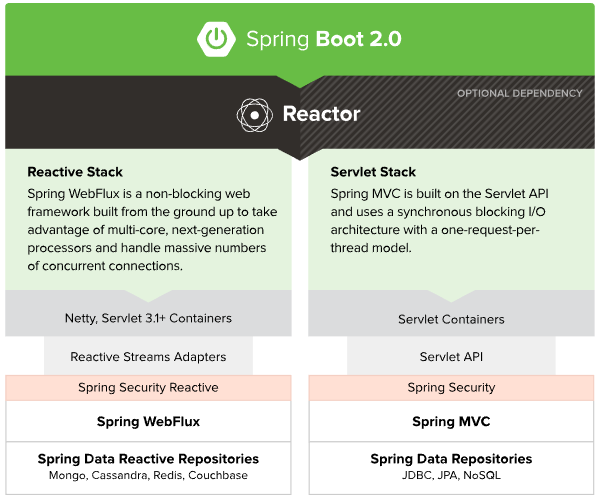 Spring Boot 2.0
OPTIONAL DEPENDENCY
Reactor
Reactive Stack
Spring WebFlux is a non-blocking web
framework built from the ground up to take
advantage of multi-core, next-generation
processors and handle massive numbers
of concurrent connections.
Servlet Stack
Spring MVC is built on the Servlet API
and uses a synchronous blocking I/O
architecture with a one-request-per-
thread model.
Netty, Servlet 3.1+ Containers
Servlet Containers
Reactive Streams Adapters
Servlet API
Spring Security Reactive
Spring Security
Spring WebFlux
Spring MVC
Spring Data Reactive Repositories
Mongo, Cassandra, Redis, Couchbase
Spring Data Repositories
JDBC, JPA, NoSQL